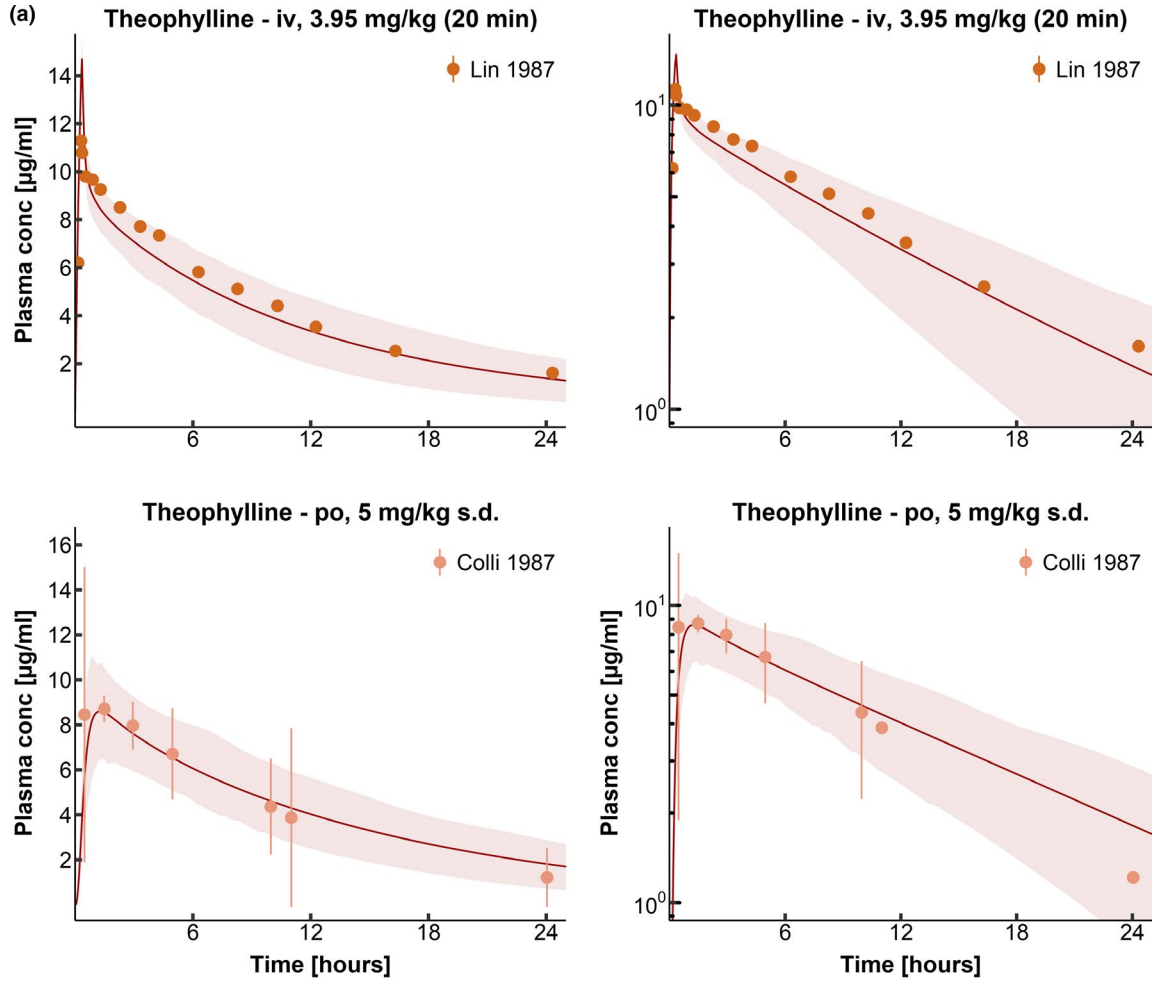 (a)
Theophylline - iv, 3.95 mg/kg (20 min)
Plasma conc [µg/ml]
14
12
10
8
6
4
2
Lin 1987
6
12
18
24
Theophylline - iv, 3.95 mg/kg (20 min)
Plasma conc [µg/ml]
10¹
10⁰
Lin 1987
6
12
18
24
Theophylline - po, 5 mg/kg s.d.
Plasma conc [µg/ml]
16
14
12
10
8
6
4
2
Colli 1987
6
12
18
24
Time [hours]
Theophylline - po, 5 mg/kg s.d.
Plasma conc [µg/ml]
10¹
10⁰
Colli 1987
6
12
18
24
Time [hours]